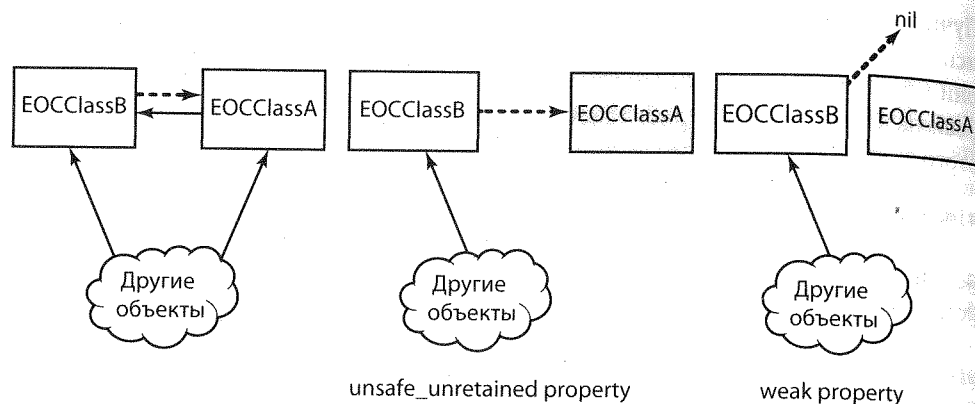 nil
EOCClassB
EOCClassA
EOCClassB
EOCClassA
EOCClassB
EOCClassA
Другие
объекты
Другие
объекты
Другие
объекты
unsafe_unretained property
weak property